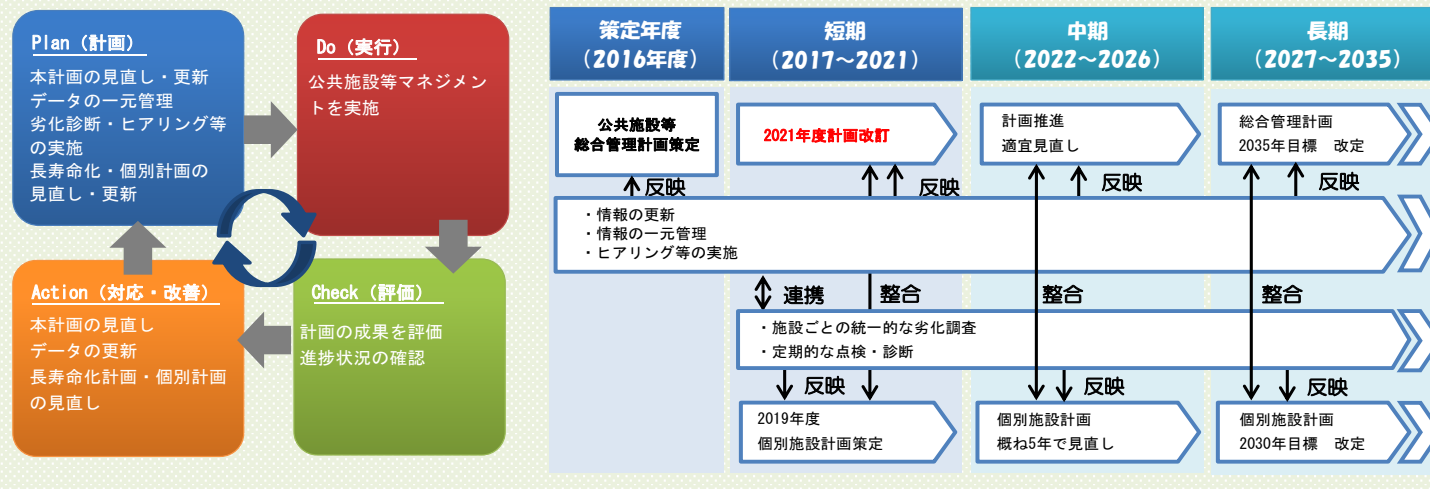 Plan（計画）
本計画の見直し・更新
データの一元管理
劣化診断・ヒアリング等
の実施
長寿命化・個別計画の
見直し・更新
Do（実行）
公共施設等マネジメン
トを実施
Action（対応・改善）
本計画の見直し
データの更新
長寿命化計画・個別計画
の見直し
Check（評価）
計画の成果を評価
進捗状況の確認
策定年度
（2016年度）
短期
（2017～2021）
中期
（2022～2026）
長期
（2027～2035）
公共施設等
総合管理計画策定
2021年度計画改訂
計画推進
適宜見直し
総合管理計画
2035年目標　改定
反映
反映
反映
反映
・情報の更新
・情報の一元管理
・ヒアリング等の実施
連携
整合
整合
整合
・施設ごとの統一的な劣化調査
・定期的な点検・診断
反映
反映
反映
2019年度
個別施設計画策定
個別施設計画
概ね5年で見直し
個別施設計画
2030年目標　改定